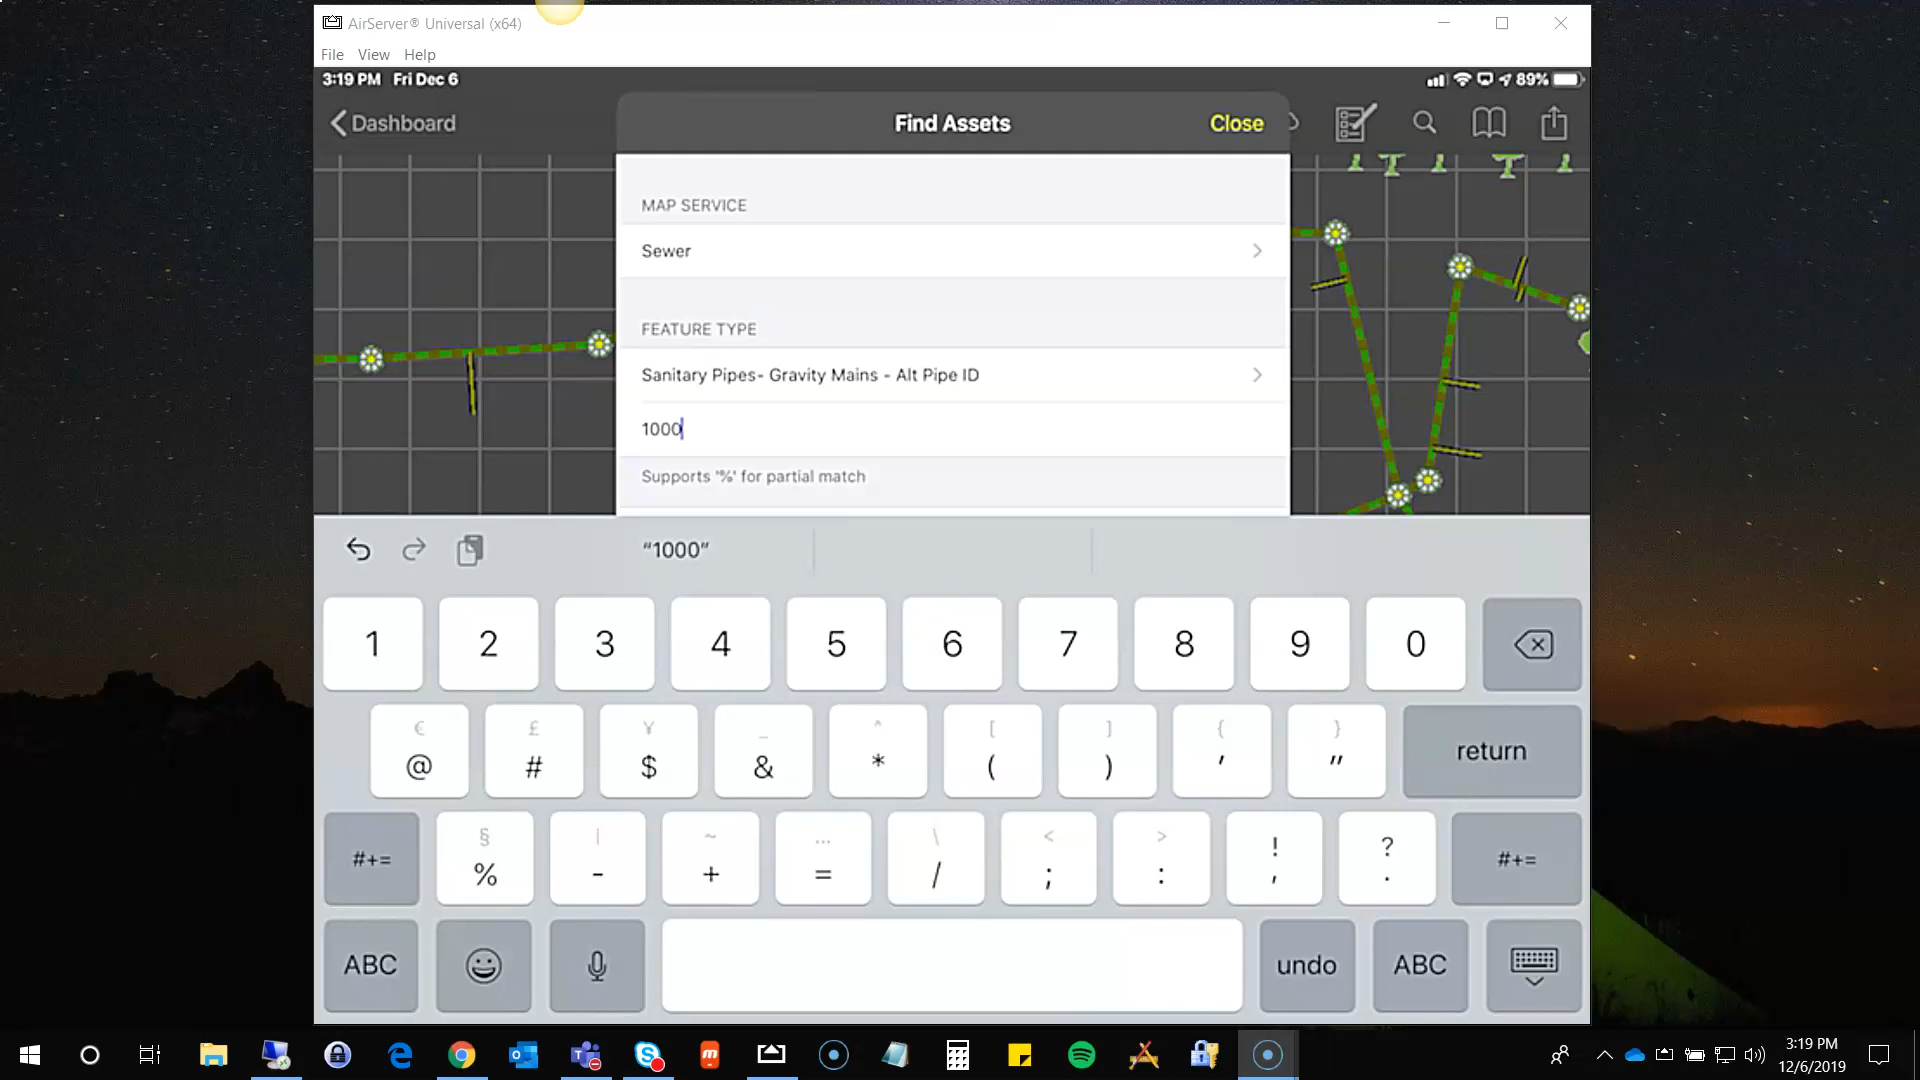 AirServer® Universal (x64)
File View Help
3:19 PM Fri Dec 6
89%
Dashboard
Find Assets
Close
MAP SERVICE
Sewer
FEATURE TYPE
Sanitary Pipes- Gravity Mains - Alt Pipe ID
1000
Supports '%' for partial match
“1000”
1 2 3 4 5 6 7 8 9 0
€ £ ¥ _ ^ [ ] { }
@ # $ & * ( ) ' "
return
§ | ~ ... \ < > ! ?
#+= % - + = / ; : , . #+=
ABC undo ABC
3:19 PM
12/6/2019